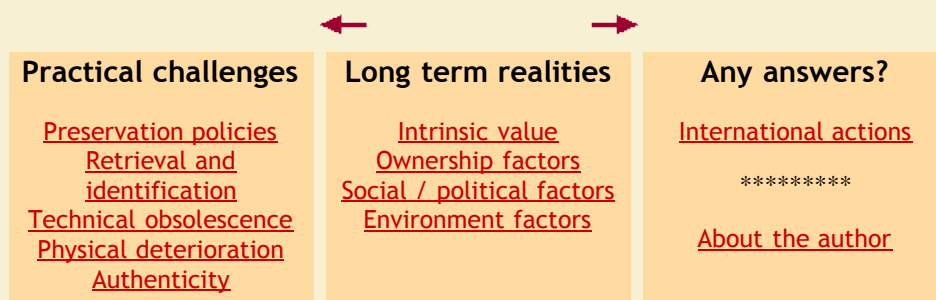 Practical challenges
Preservation policies
Retrieval and
identification
Technical obsolescence
Physical deterioration
Authenticity
Long term realities
Intrinsic value
Ownership factors
Social / political factors
Environment factors
Any answers?
International actions
*********
About the author